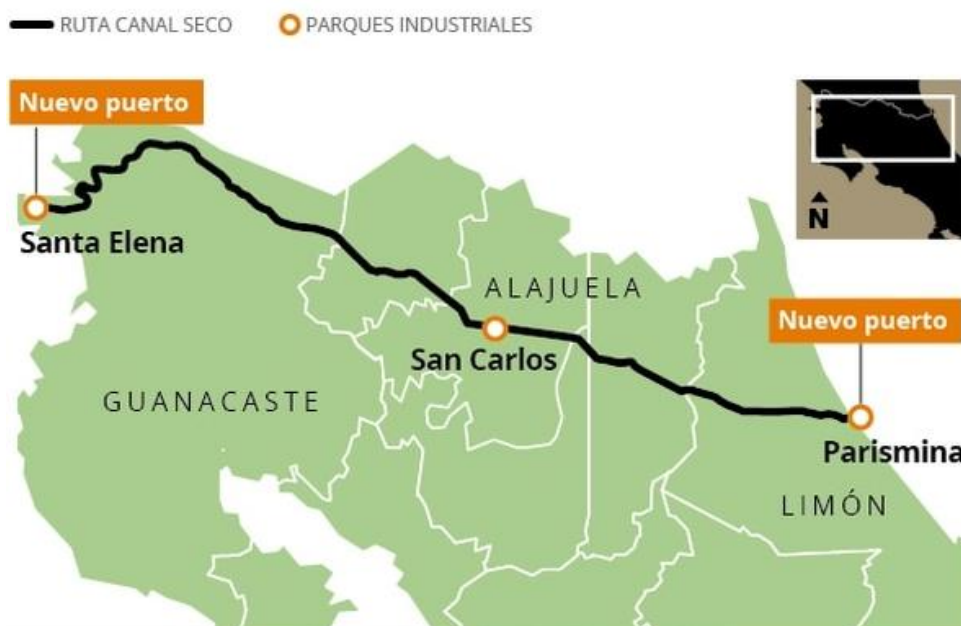 RUTA CANAL SECO
PARQUES INDUSTRIALES
Nuevo puerto
Santa Elena
N
ALAJUELA
Nuevo puerto
San Carlos
GUANACASTE
Parismina
LIMÓN